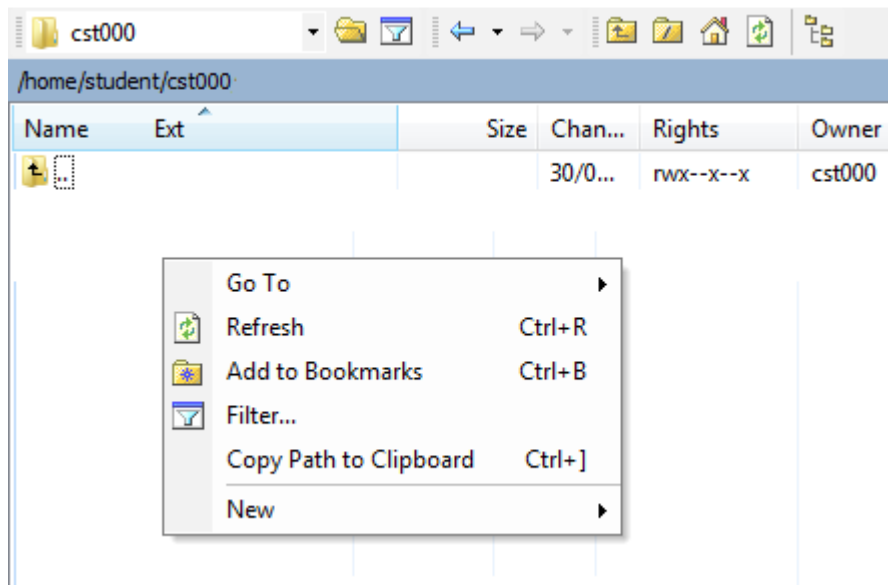 cst000
/home/student/cst000
Name Ext Size Chan... Rights Owner
.. 30/0... rwx--x--x cst000
Go To
Refresh Ctrl+R
Add to Bookmarks Ctrl+B
Filter...
Copy Path to Clipboard Ctrl+]
New